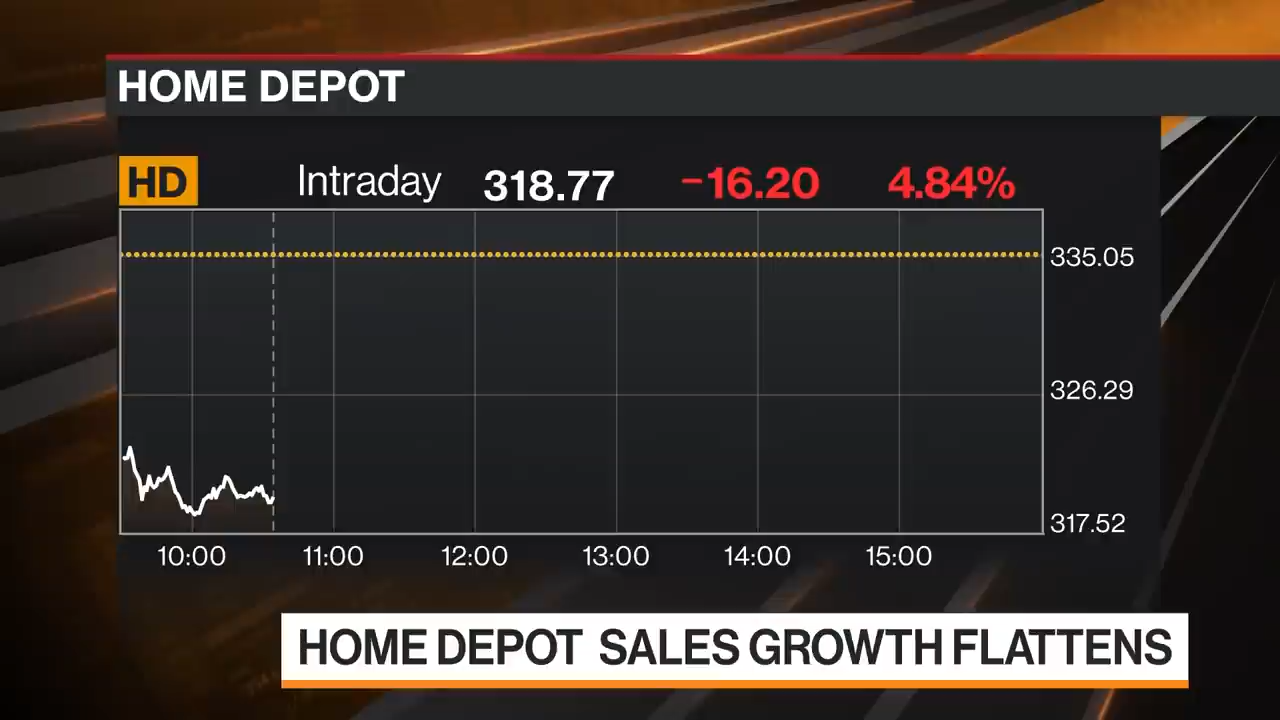 HOME DEPOT
HD Intraday 318.77 −16.20 4.84%
335.05
326.29
317.52
10:00 11:00 12:00 13:00 14:00 15:00
HOME DEPOT SALES GROWTH FLATTENS